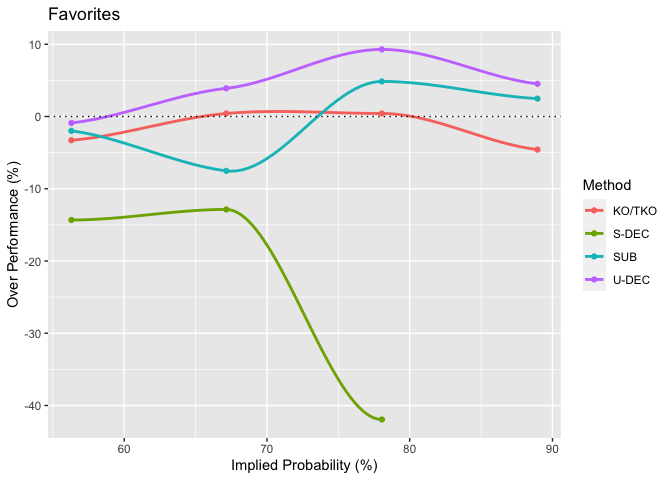 Favorites
10
0
-10
-20
-30
-40
Over Performance (%)
60 70 80 90
Implied Probability (%)
Method
KO/TKO
S-DEC
SUB
U-DEC